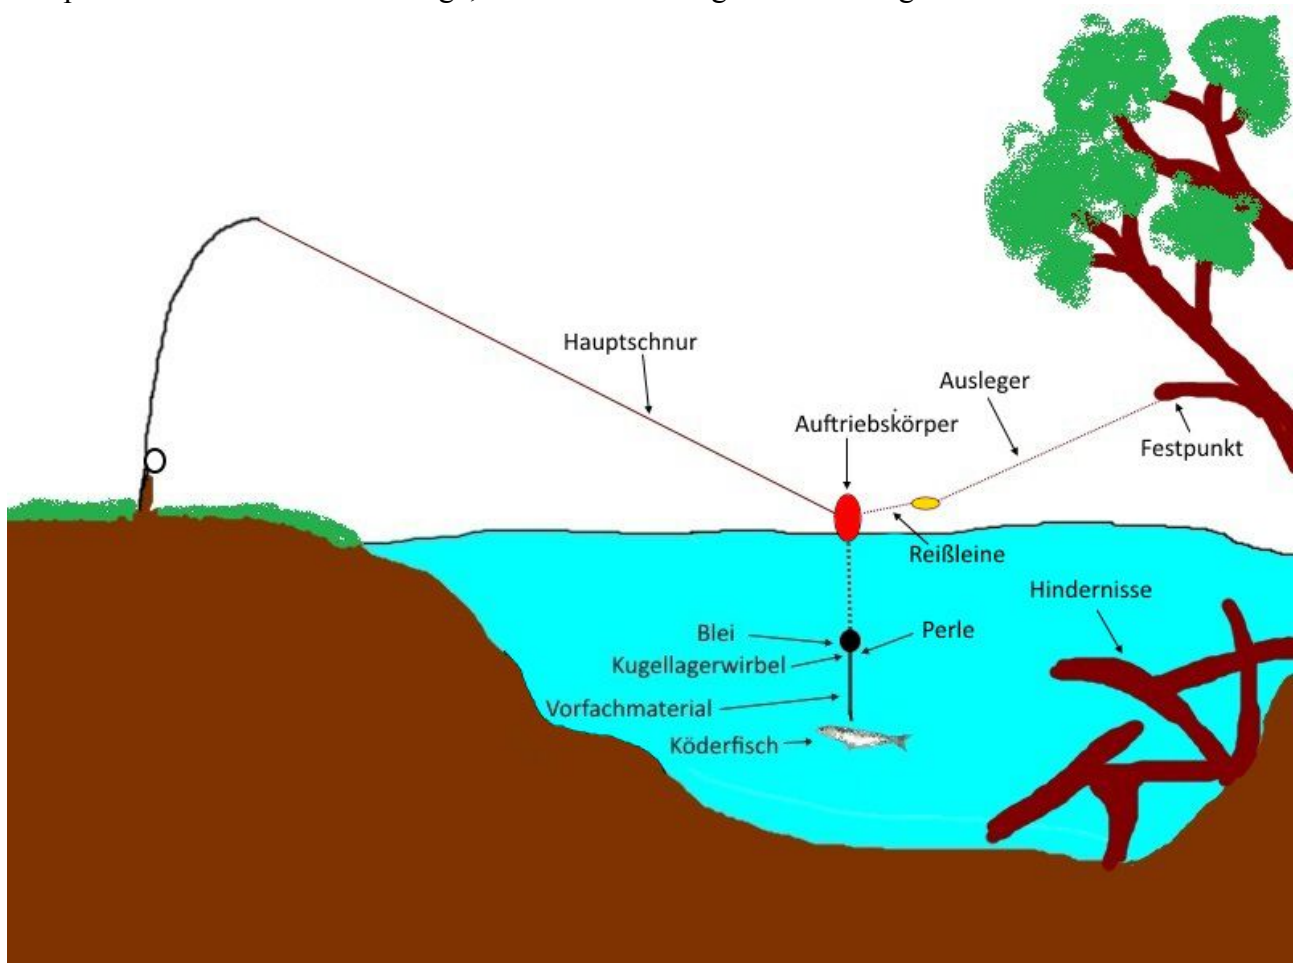 Hauptschnur
Ausleger
Auftriebskörper
Festpunkt
Reißleine
Hindernisse
Blei
Perle
Kugellagerwirbel
Vorfachmaterial
Köderfisch